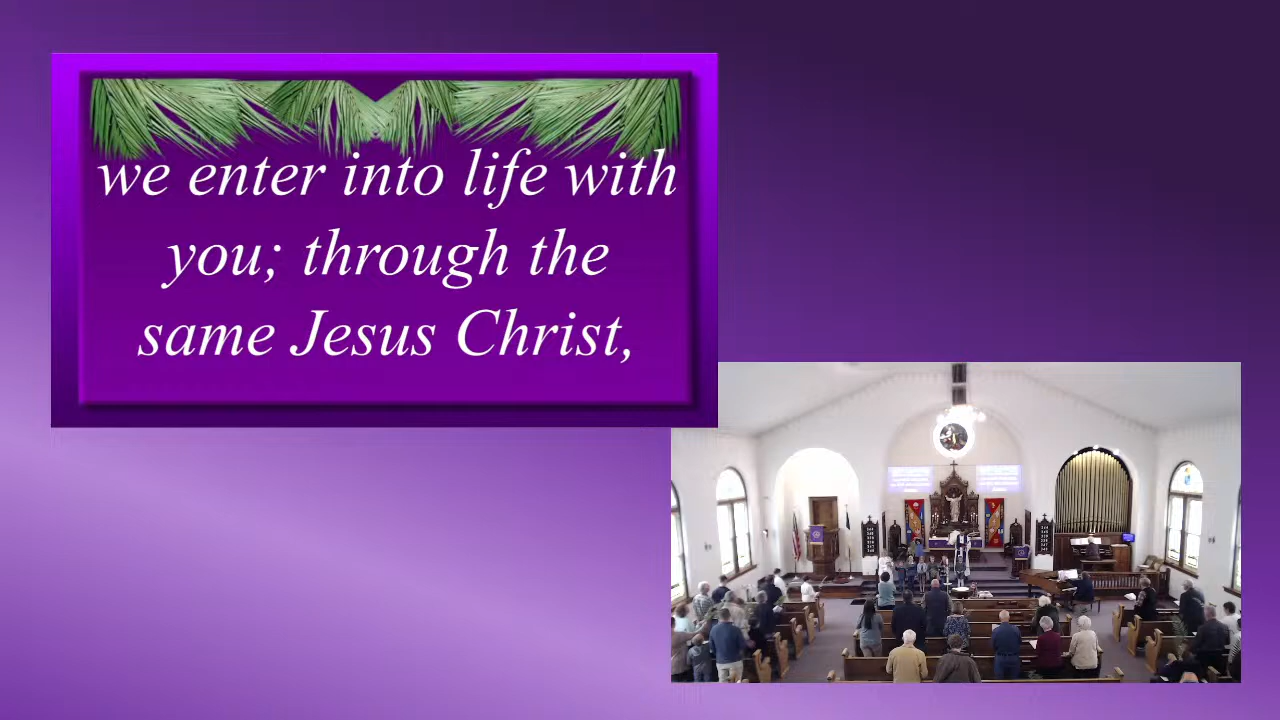 we enter into life with
you; through the
same Jesus Christ,